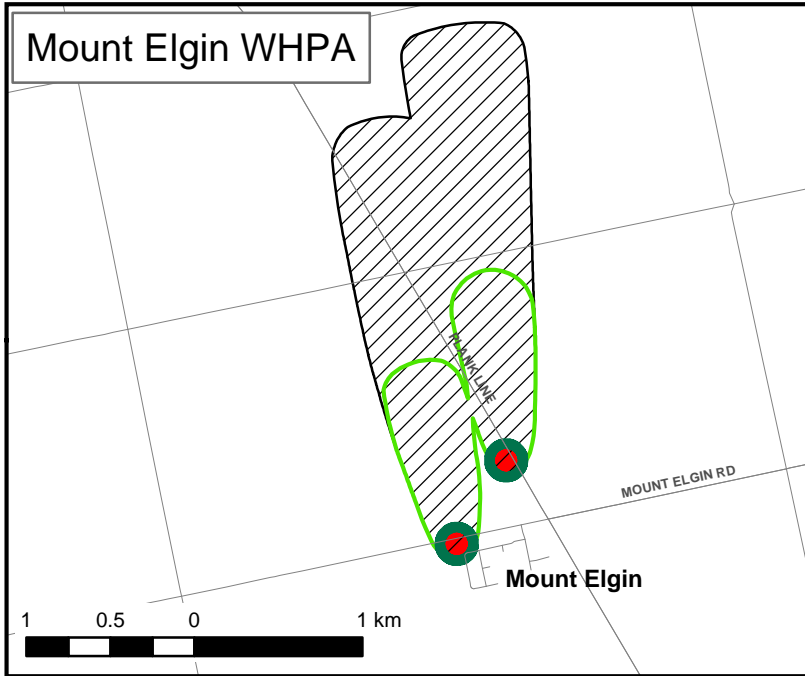 Mount Elgin WHPA
PLANK LINE
MOUNT ELGIN RD
Mount Elgin
1 0.5 0 1 km